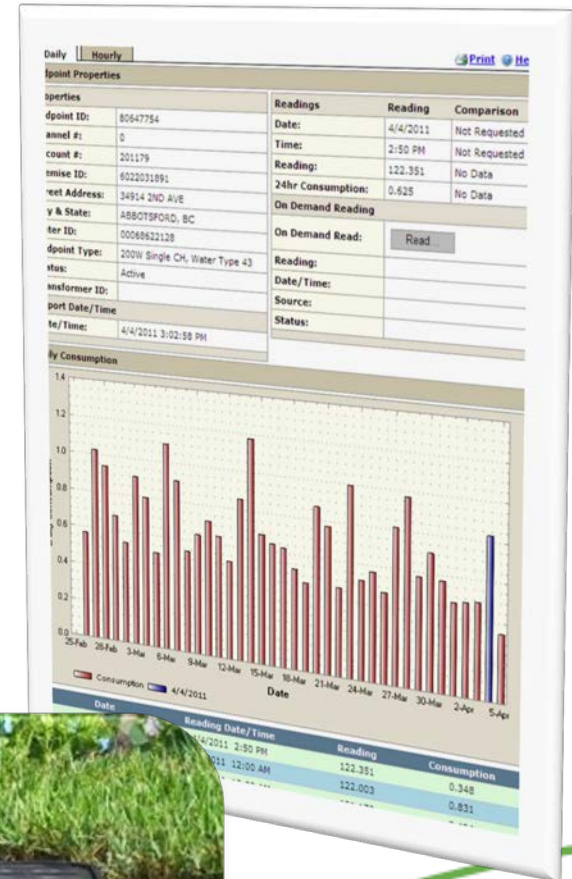 Daily Hourly Print He
dpoint Properties
operties
dpoint ID: 80647754
annel #: 0
count #: 201179
emise ID: 6022031891
reet Address: 34914 2ND AVE
y & State: ABBOTSFORD, BC
ter ID: 00068622128
dpoint Type: 200W Single CH, Water Type 43
atus: Active
ansformer ID:
port Date/Time
te/Time: 4/4/2011 3:02:58 PM
Readings Reading Comparison
Date: 4/4/2011 Not Requested
Time: 2:50 PM Not Requested
Reading: 122.351 No Data
24hr Consumption: 0.625 No Data
On Demand Reading
On Demand Read: Read...
Reading:
Date/Time:
Source:
Status:
ly Consumption
1.4
1.2
1.0
0.8
0.6
0.4
0.2
0.0
25-Feb 28-Feb 3-Mar 6-Mar 9-Mar 12-Mar 15-Mar 18-Mar 21-Mar 24-Mar 27-Mar 30-Mar 2-Apr 5-Apr
Date
Consumption 4/4/2011
Date Reading Date/Time Reading Consumption
/4/2011 2:50 PM 122.351 0.348
2011 12:00 AM 122.003 0.831